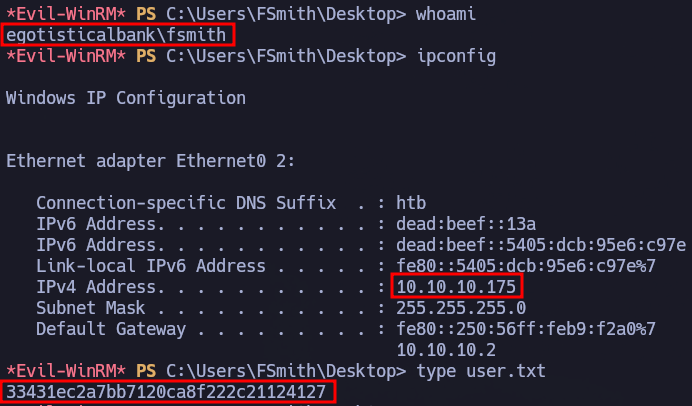 *Evil-WinRM* PS C:\Users\FSmith\Desktop> whoami
egotisticalbank\fsmith
*Evil-WinRM* PS C:\Users\FSmith\Desktop> ipconfig
Windows IP Configuration
Ethernet adapter Ethernet0 2:
Connection-specific DNS Suffix  . : htb
IPv6 Address. . . . . . . . . . . : dead:beef::13a
IPv6 Address. . . . . . . . . . . : dead:beef::5405:dcb:95e6:c97e
Link-local IPv6 Address . . . . . : fe80::5405:dcb:95e6:c97e%7
IPv4 Address. . . . . . . . . . . : 10.10.10.175
Subnet Mask . . . . . . . . . . . : 255.255.255.0
Default Gateway . . . . . . . . . : fe80::250:56ff:feb9:f2a0%7
10.10.10.2
*Evil-WinRM* PS C:\Users\FSmith\Desktop> type user.txt
33431ec2a7bb7120ca8f222c21124127